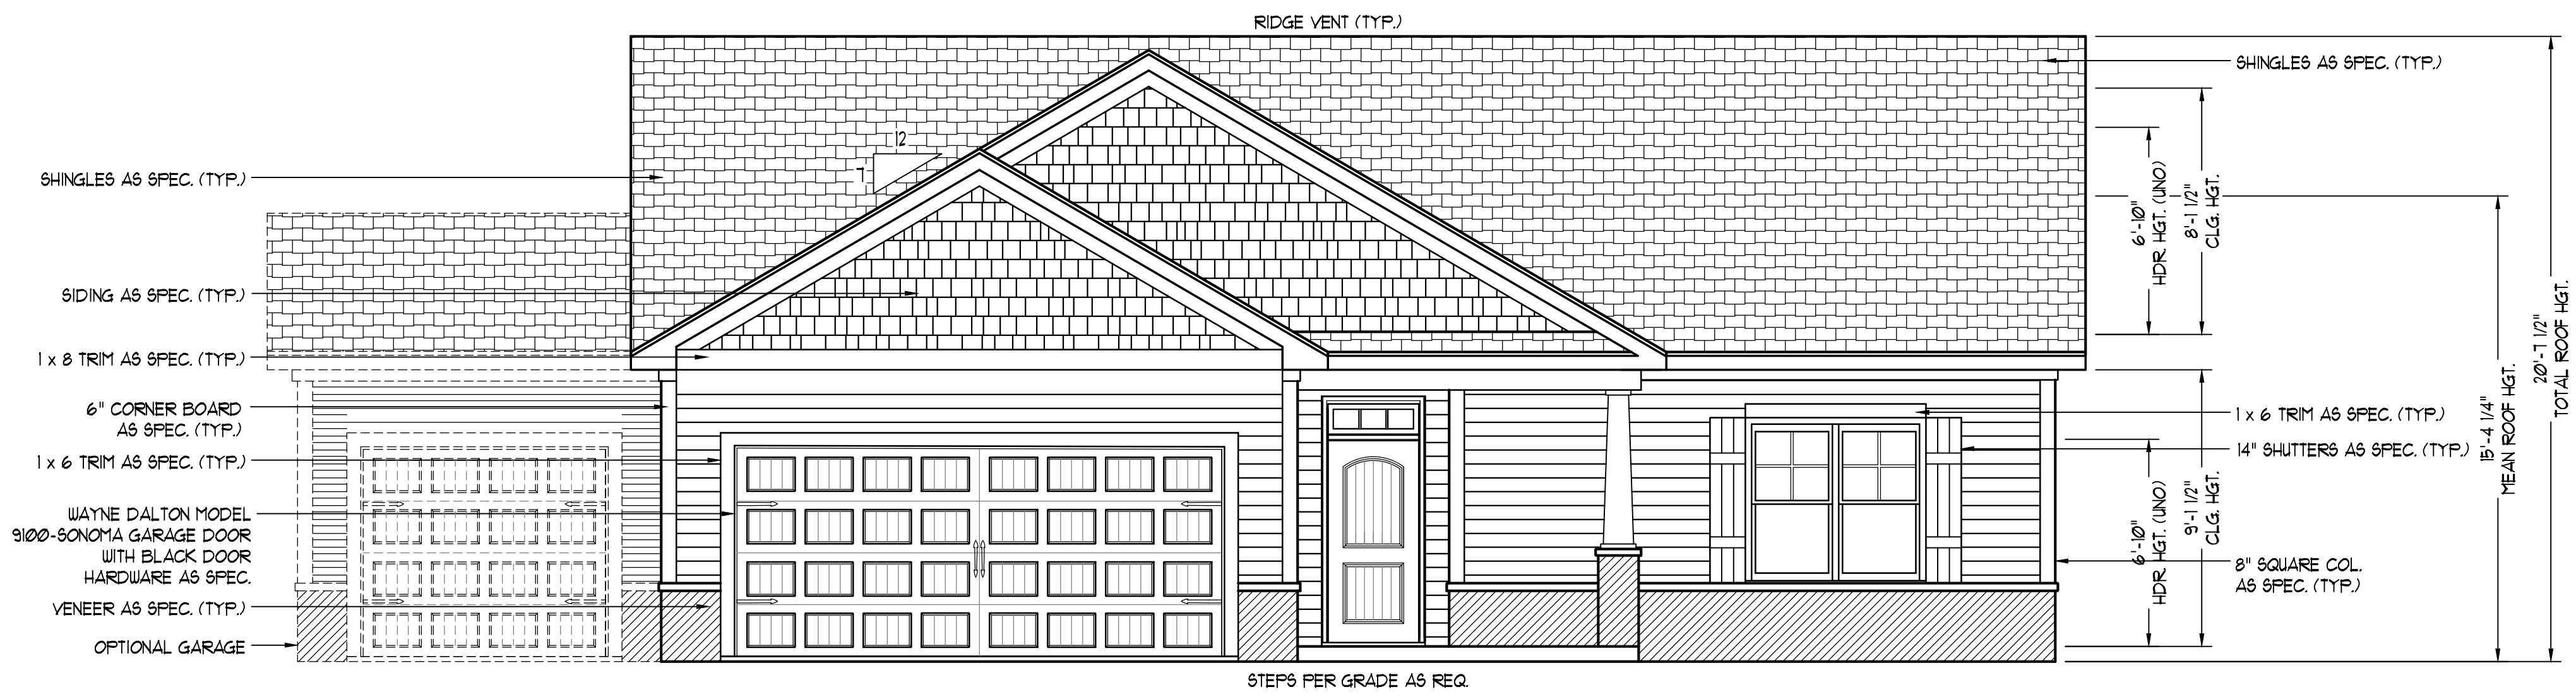 RIDGE VENT (TYP.)
SHINGLES AS SPEC. (TYP.)
12
7
SHINGLES AS SPEC. (TYP.)
SIDING AS SPEC. (TYP.)
1 x 8 TRIM AS SPEC. (TYP.)
6" CORNER BOARD
AS SPEC. (TYP.)
1 x 6 TRIM AS SPEC. (TYP.)
WAYNE DALTON MODEL
9100-SONOMA GARAGE DOOR
WITH BLACK DOOR
HARDWARE AS SPEC.
VENEER AS SPEC. (TYP.)
OPTIONAL GARAGE
1 x 6 TRIM AS SPEC. (TYP.)
14" SHUTTERS AS SPEC. (TYP.)
8" SQUARE COL.
AS SPEC. (TYP.)
6'-10"
HDR. HGT. (UNO)
8'-1 1/2"
CLG. HGT.
6'-10"
HDR HGT. (UNO)
9'-1 1/2"
CLG. HGT.
15'-4 1/4"
MEAN ROOF HGT.
20'-7 1/2"
TOTAL ROOF HGT.
STEPS PER GRADE AS REQ.